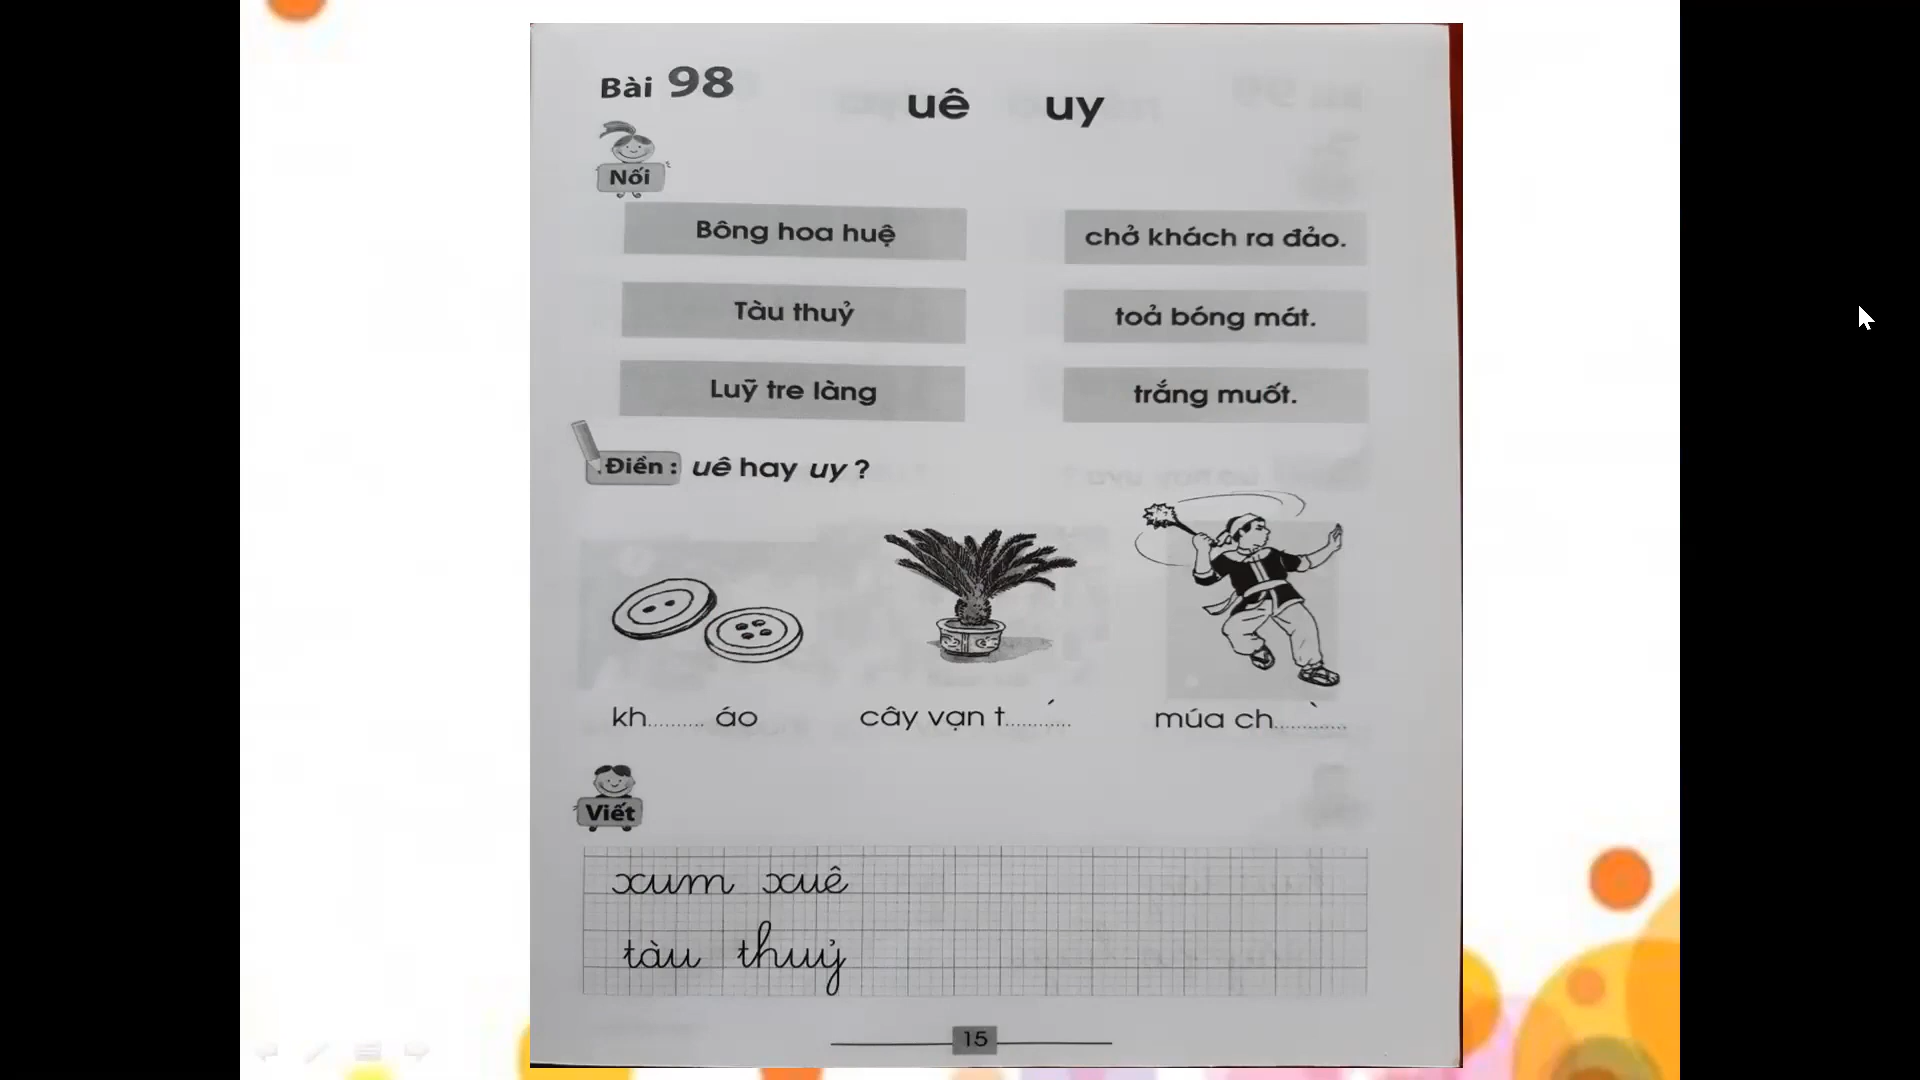 Bài 98
uê uy
Nối
Bông hoa huệ chở khách ra đảo.
Tàu thuỷ toả bóng mát.
Luỹ tre làng trắng muốt.
Điền : uê hay uy ?
kh.......... áo cây vạn t.........́... múa ch.......̀......
Viết
xum xuê
tàu thuỷ
15